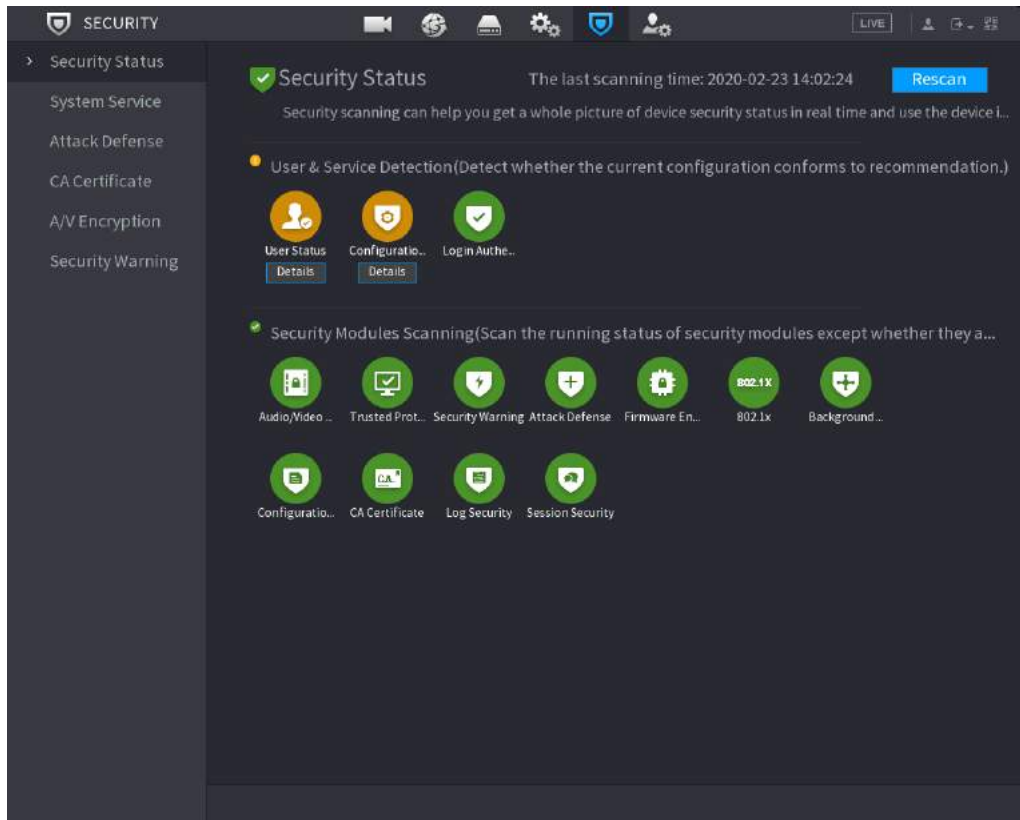 SECURITY
LIVE
Security Status
System Service
Attack Defense
CA Certificate
A/V Encryption
Security Warning
Security Status
The last scanning time: 2020-02-23 14:02:24
Rescan
Security scanning can help you get a whole picture of device security status in real time and use the device i...
User & Service Detection(Detect whether the current configuration conforms to recommendation.)
User Status
Configuratio...
Login Authe...
Details
Details
Security Modules Scanning(Scan the running status of security modules except whether they a...
802.1X
Audio/Video ...
Trusted Prot...
Security Warning
Attack Defense
Firmware En...
802.1x
Background...
CA
Configuratio...
CA Certificate
Log Security
Session Security